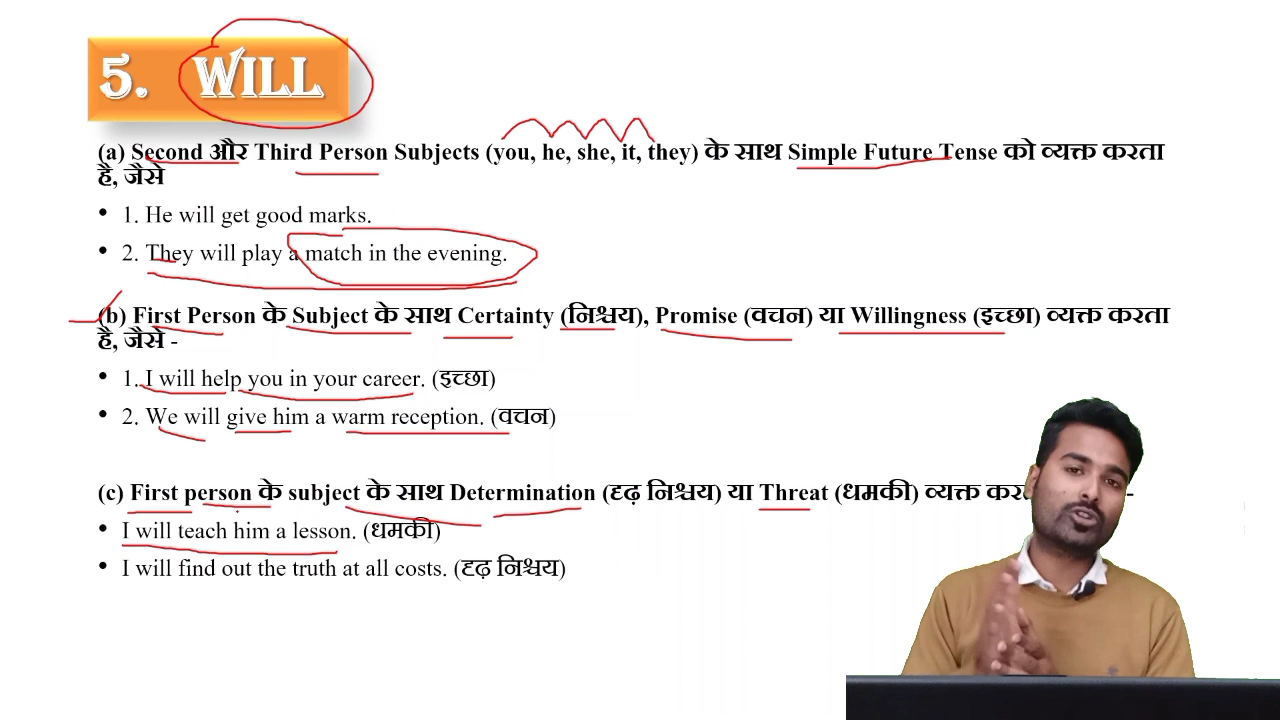 5. WILL
(a) Second और Third Person Subjects (you, he, she, it, they) के साथ Simple Future Tense को व्यक्त करता
है, जैसे
• 1. He will get good marks.
• 2. They will play a match in the evening.
(b) First Person के Subject के साथ Certainty (निश्चय), Promise (वचन) या Willingness (इच्छा) व्यक्त करता
है, जैसे -
• 1. I will help you in your career. (इच्छा)
• 2. We will give him a warm reception. (वचन)
(c) First person के subject के साथ Determination (दृढ़ निश्चय) या Threat (धमकी) व्यक्त -
• I will teach him a lesson. (धमकी)
• I will find out the truth at all costs. (दृढ़ निश्चय)